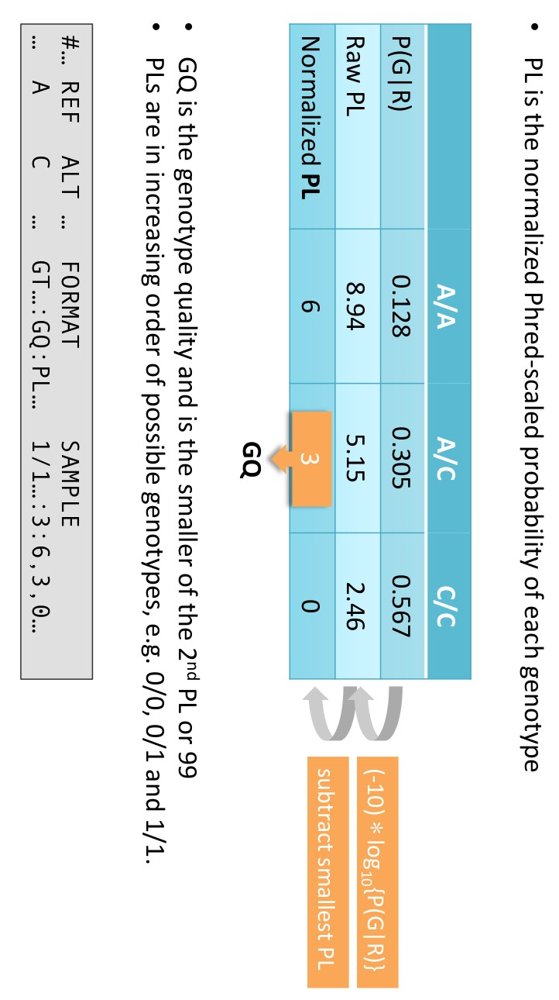 • PL is the normalized Phred-scaled probability of each genotype
A/A A/C C/C
P(G|R) 0.128 0.305 0.567
Raw PL 8.94 5.15 2.46
Normalized PL 6 3 0
(-10) * log10{P(G|R)}
subtract smallest PL
GQ
• GQ is the genotype quality and is the smaller of the 2nd PL or 99
• PLs are in increasing order of possible genotypes, e.g. 0/0, 0/1 and 1/1.
#… REF ALT … FORMAT SAMPLE
… A C … GT…:GQ:PL… 1/1…:3:6,3,0…